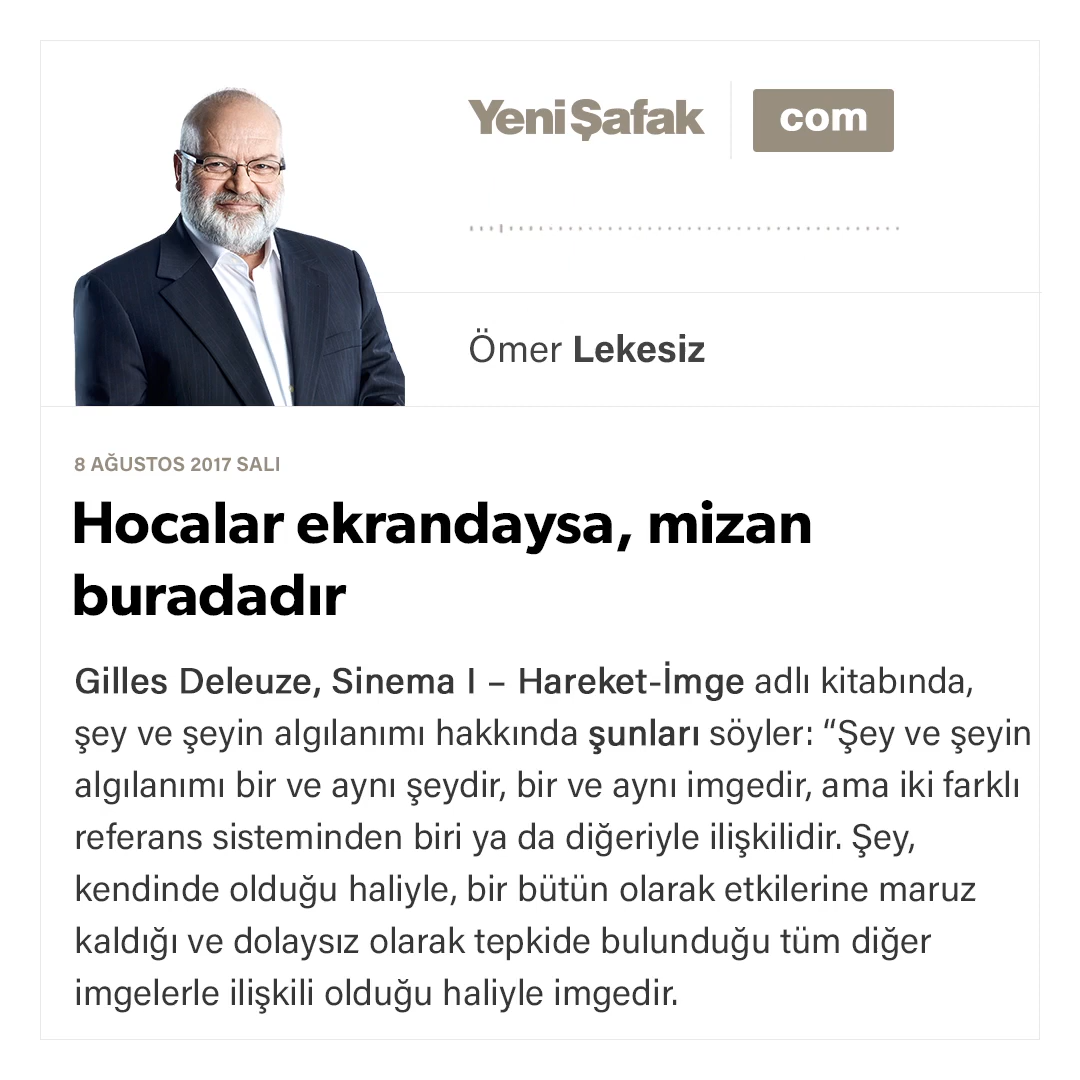 YeniŞafak com
Ömer Lekesiz
8 AĞUSTOS 2017 SALI
Hocalar ekrandaysa, mizan
buradadır
Gilles Deleuze, Sinema I – Hareket-İmge adlı kitabında,
şey ve şeyin algılanımı hakkında şunları söyler: “Şey ve şeyin
algılanımı bir ve aynı şeydir, bir ve aynı imgedir, ama iki farklı
referans sisteminden biri ya da diğeriyle ilişkilidir. Şey,
kendinde olduğu haliyle, bir bütün olarak etkilerine maruz
kaldığı ve dolaysız olarak tepkide bulunduğu tüm diğer
imgelerle ilişkili olduğu haliyle imgedir.